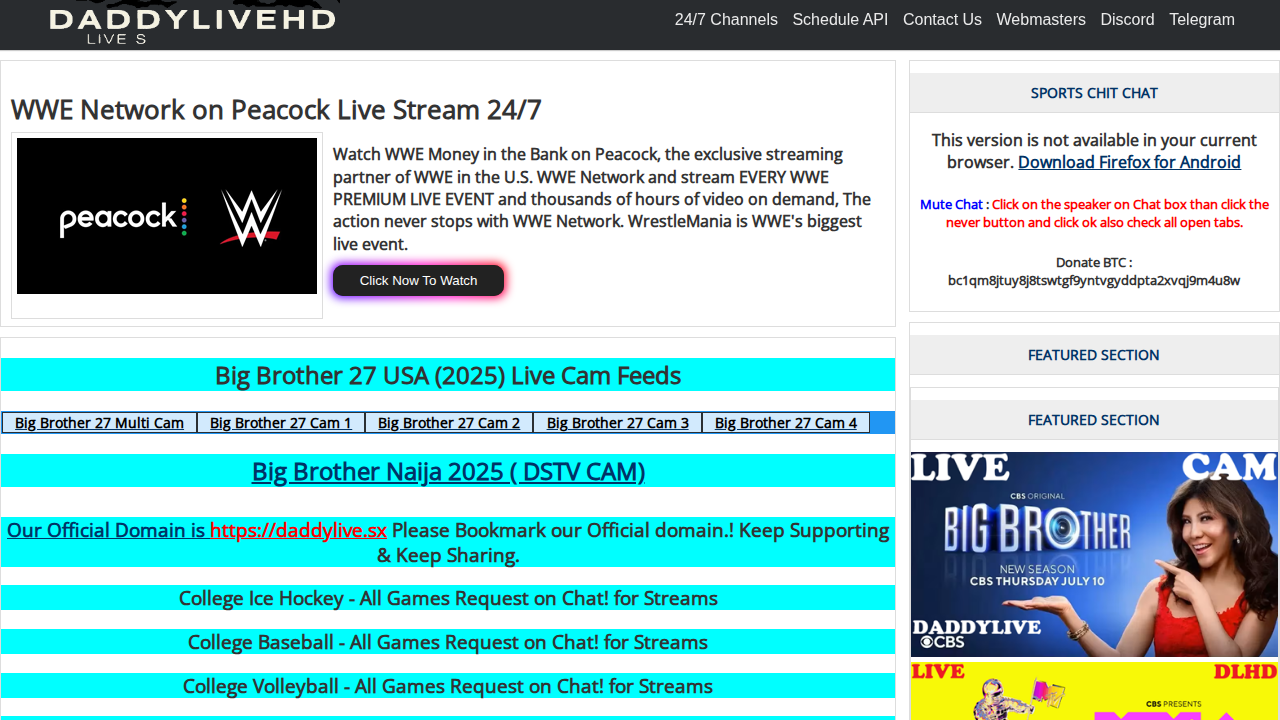 DADDYLIVEHD
LIVE S
24/7 Channels Schedule API Contact Us Webmasters Discord Telegram
WWE Network on Peacock Live Stream 24/7
peacock W
Watch WWE Money in the Bank on Peacock, the exclusive streaming
partner of WWE in the U.S. WWE Network and stream EVERY WWE
PREMIUM LIVE EVENT and thousands of hours of video on demand, The
action never stops with WWE Network. WrestleMania is WWE's biggest
live event.
Click Now To Watch
Big Brother 27 USA (2025) Live Cam Feeds
Big Brother 27 Multi Cam Big Brother 27 Cam 1 Big Brother 27 Cam 2 Big Brother 27 Cam 3 Big Brother 27 Cam 4
Big Brother Naija 2025 ( DSTV CAM)
Our Official Domain is https://daddylive.sx Please Bookmark our Official domain.! Keep Supporting
& Keep Sharing.
College Ice Hockey - All Games Request on Chat! for Streams
College Baseball - All Games Request on Chat! for Streams
College Volleyball - All Games Request on Chat! for Streams
SPORTS CHIT CHAT
This version is not available in your current
browser. Download Firefox for Android
Mute Chat : Click on the speaker on Chat box than click the
never button and click ok also check all open tabs.
Donate BTC :
bc1qm8jtuy8j8tswtgf9yntvgyddpta2xvqj9m4u8w
FEATURED SECTION
FEATURED SECTION
LIVE CAM
CBS ORIGINAL
BIG BROTHER
NEW SEASON
CBS THURSDAY JULY 10
DADDYLIVE
CBS
LIVE DLHD
CBS PRESENTS